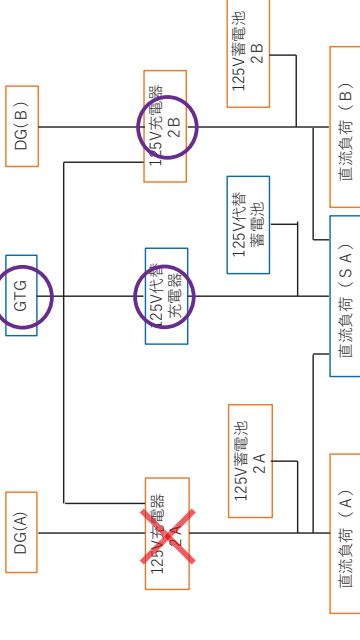 DG(A)
GTG
DG(B)
125V充電器
2A
125V代替
充電器
125V充電器
2B
125V蓄電池
2A
125V代替
蓄電池
125V蓄電池
2B
直流負荷（A）
直流負荷（SA）
直流負荷（B）